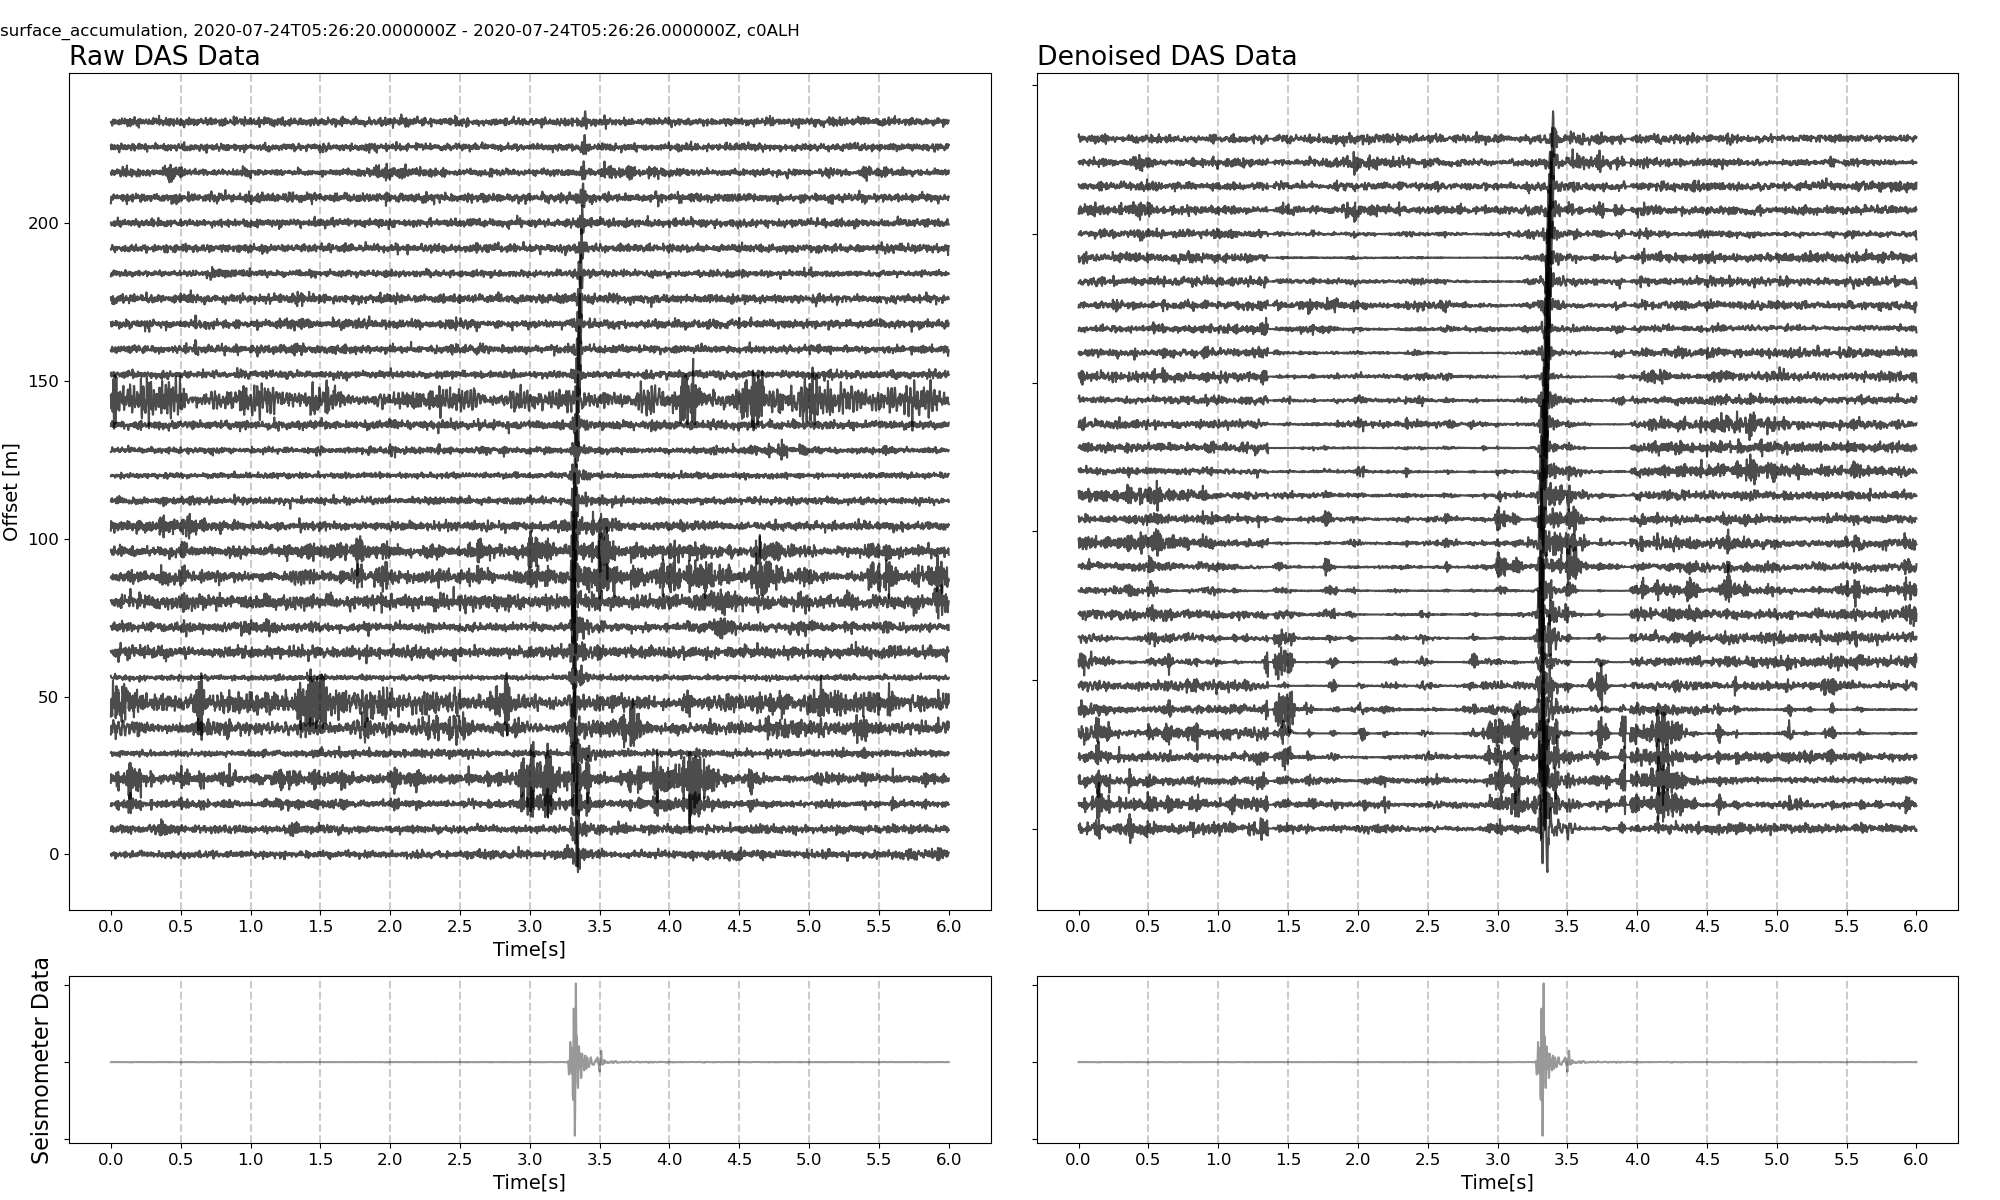 surface_accumulation, 2020-07-24T05:26:20.000000Z - 2020-07-24T05:26:26.000000Z, c0ALH
Raw DAS Data
Denoised DAS Data
Offset [m]
200
150
100
50
0
0.0 0.5 1.0 1.5 2.0 2.5 3.0 3.5 4.0 4.5 5.0 5.5 6.0
Time[s]
0.0 0.5 1.0 1.5 2.0 2.5 3.0 3.5 4.0 4.5 5.0 5.5 6.0
Seismometer Data
0.0 0.5 1.0 1.5 2.0 2.5 3.0 3.5 4.0 4.5 5.0 5.5 6.0
Time[s]
0.0 0.5 1.0 1.5 2.0 2.5 3.0 3.5 4.0 4.5 5.0 5.5 6.0
Time[s]